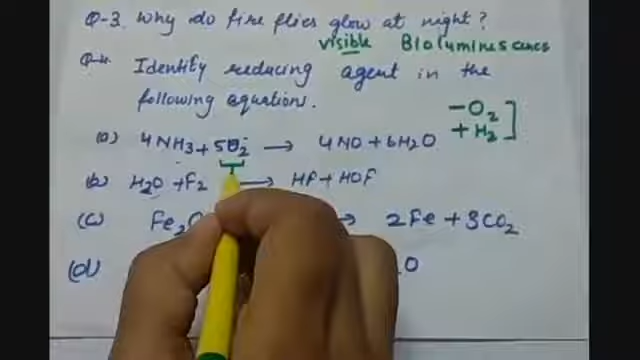 Q-3. Why do fire flies glow at night?
visible Bioluminescence
Q-4. Identify reducing agent in the
following equations.
-O₂
+H₂
(a) 4NH₃ + 5O₂ → 4NO + 6H₂O
(b) H₂O + F₂ → HF + HOF
(c) Fe₂O → 2Fe + 3CO₂
(d) O